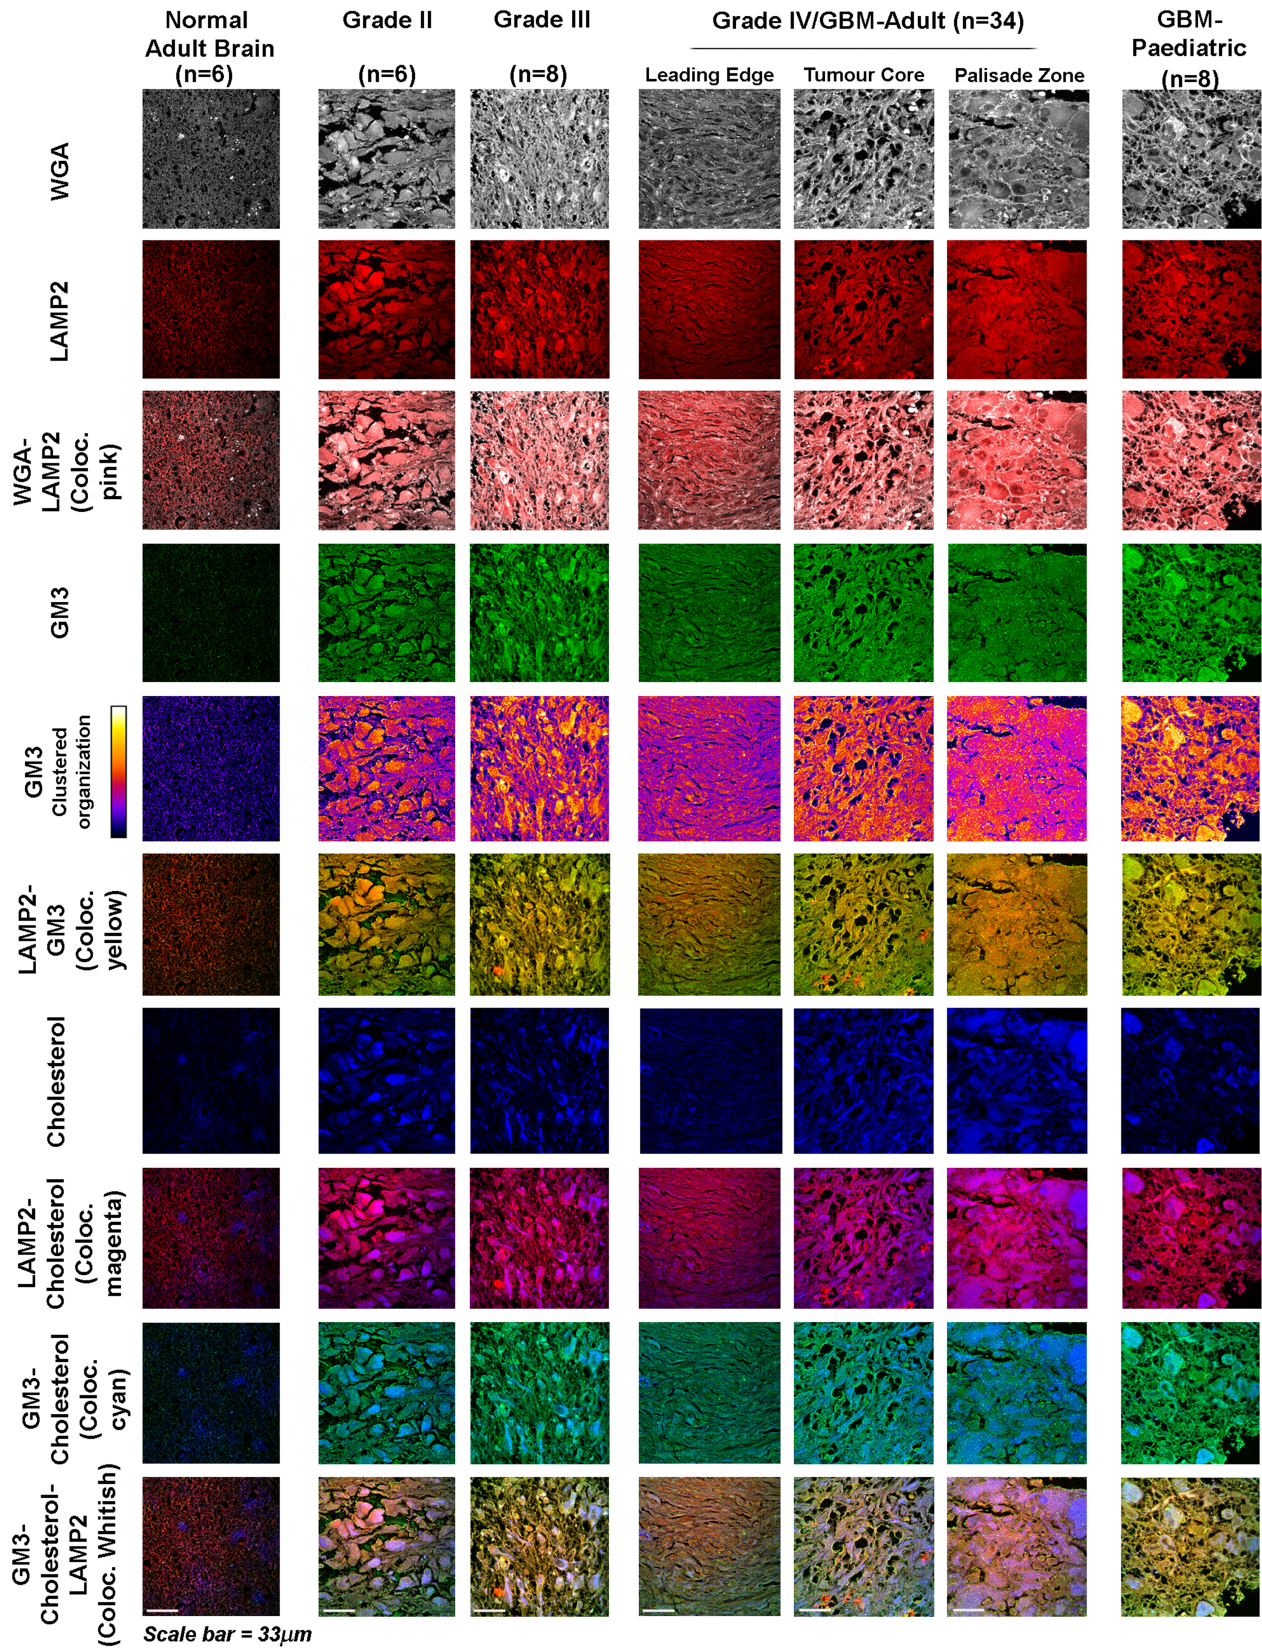 Normal
Adult Brain
(n=6)
Grade II
(n=6)
Grade III
(n=8)
Grade IV/GBM-Adult (n=34)
Leading Edge
Tumour Core
Palisade Zone
GBM-
Paediatric
(n=8)
WGA
LAMP2
WGA-
LAMP2
(Coloc.
pink)
GM3
GM3
Clustered
organization
LAMP2-
GM3
(Coloc.
yellow)
Cholesterol
LAMP2-
Cholesterol
(Coloc.
magenta)
GM3-
Cholesterol
(Coloc.
cyan)
GM3-
Cholesterol-
LAMP2
(Coloc. Whitish)
Scale bar = 33μm